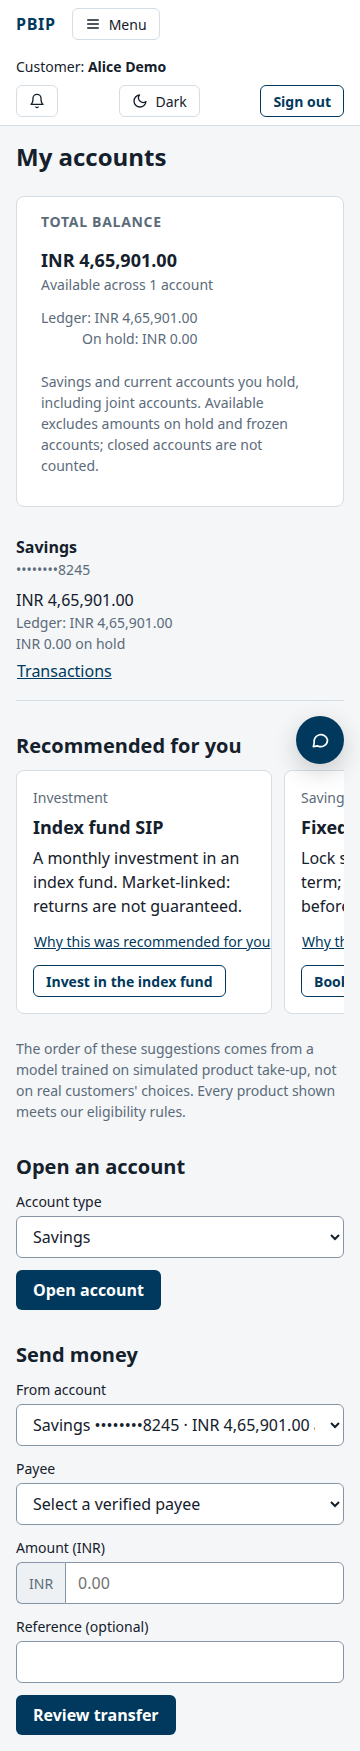 PBIP
Menu
Customer: Alice Demo
Dark
Sign out
My accounts
TOTAL BALANCE
INR 4,65,901.00
Available across 1 account
Ledger: INR 4,65,901.00
On hold: INR 0.00
Savings and current accounts you hold,
including joint accounts. Available
excludes amounts on hold and frozen
accounts; closed accounts are not
counted.
Savings
••••••••8245
INR 4,65,901.00
Ledger: INR 4,65,901.00
INR 0.00 on hold
Transactions
Recommended for you
Investment
Index fund SIP
A monthly investment in an
index fund. Market-linked:
returns are not guaranteed.
Why this was recommended for you
Invest in the index fund
Saving
Fixed
Lock s
term;
before
Why th
Book
The order of these suggestions comes from a
model trained on simulated product take-up, not
on real customers' choices. Every product shown
meets our eligibility rules.
Open an account
Account type
Savings
Open account
Send money
From account
Savings ••••••••8245 · INR 4,65,901.00
Payee
Select a verified payee
Amount (INR)
INR 0.00
Reference (optional)
Review transfer